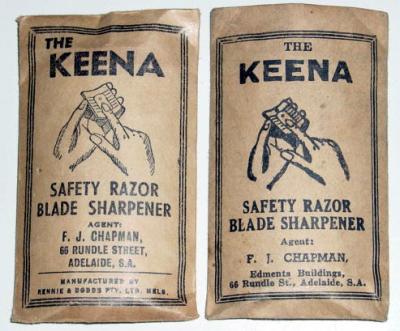 THE
KEENA
SAFETY RAZOR
BLADE SHARPENER
AGENT:
F. J. CHAPMAN,
66 RUNDLE STREET,
ADELAIDE, S.A.
MANUFACTURED BY
RENNIE & DODDS PTY. LTD. MELB.
THE
KEENA
SAFETY RAZOR
BLADE SHARPENER
Agent:
F. J. CHAPMAN,
Edments Buildings,
66 Rundle St., Adelaide, S.A.